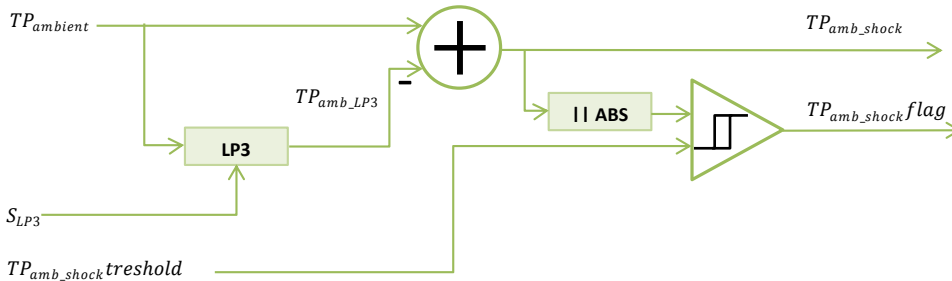 TP_ambient
TP_amb_shock
TP_amb_LP3
|| ABS
TP_amb_shock flag
LP3
S_LP3
TP_amb_shock treshold